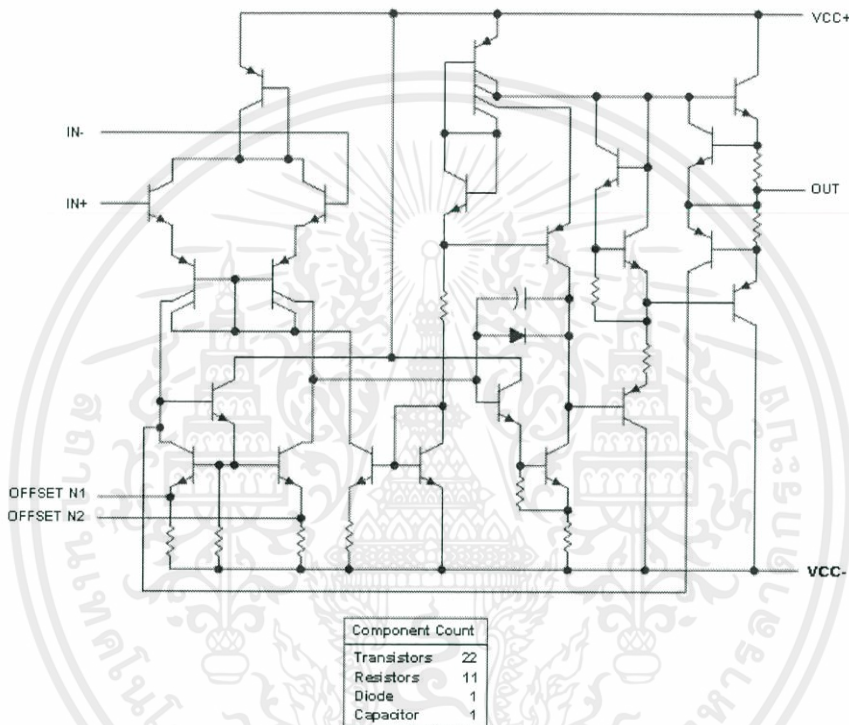 VCC+
IN-
IN+
OUT
OFFSET N1
OFFSET N2
VCC-
Component Count
Transistors 22
Resistors 11
Diode 1
Capacitor 1